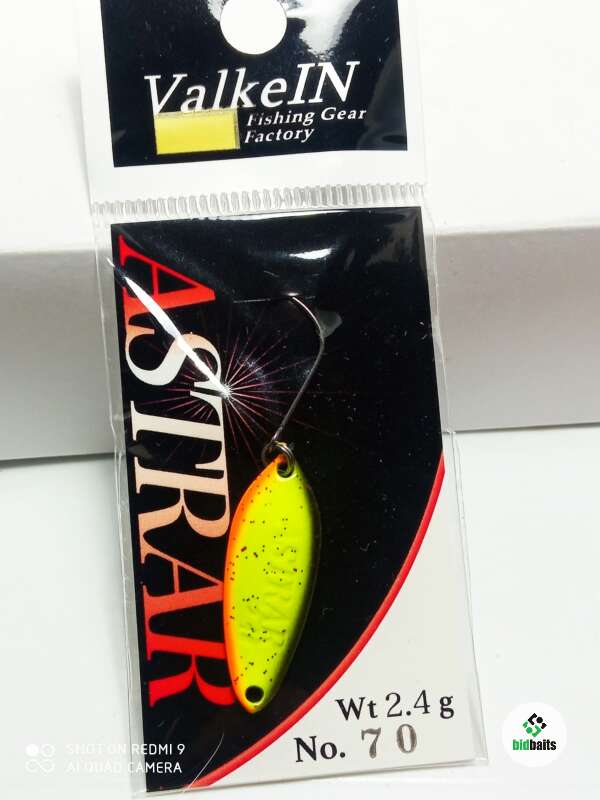 ValkeIN
Fishing Gear
Factory
ASTRAR
Wt 2.4 g
No. 70
SHOT ON REDMI 9
AI QUAD CAMERA
bidbaits